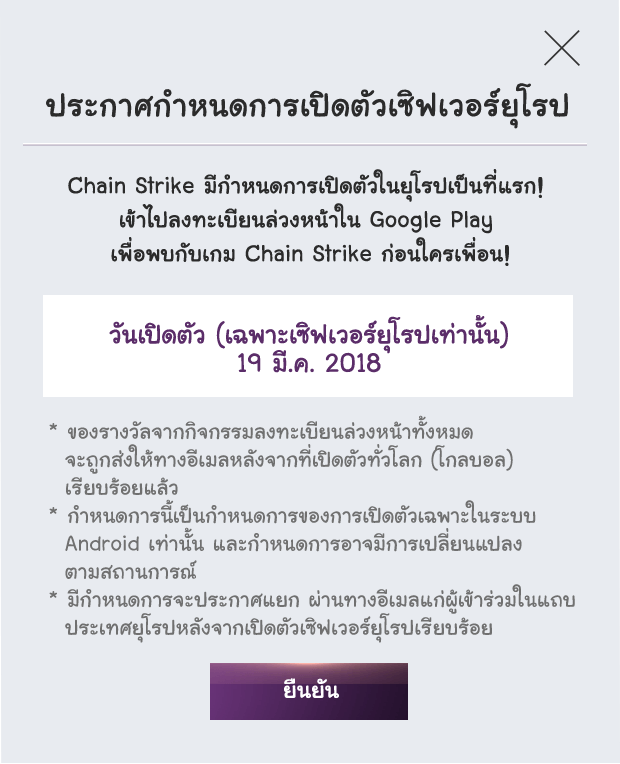 ประกาศกำหนดการเปิดตัวเซิฟเวอร์ยุโรป
Chain Strike มีกำหนดการเปิดตัวในยุโรปเป็นที่แรก!
เข้าไปลงทะเบียนล่วงหน้าใน Google Play
เพื่อพบกับเกม Chain Strike ก่อนใครเพื่อน!
วันเปิดตัว (เฉพาะเซิฟเวอร์ยุโรปเท่านั้น)
19 มี.ค. 2018
* ของรางวัลจากกิจกรรมลงทะเบียนล่วงหน้าทั้งหมด
จะถูกส่งให้ทางอีเมลหลังจากที่เปิดตัวทั่วโลก (โกลบอล)
เรียบร้อยแล้ว
* กำหนดการนี้เป็นกำหนดการของการเปิดตัวเฉพาะในระบบ
Android เท่านั้น และกำหนดการอาจมีการเปลี่ยนแปลง
ตามสถานการณ์
* มีกำหนดการจะประกาศแยก ผ่านทางอีเมลแก่ผู้เข้าร่วมในแถบ
ประเทศยุโรปหลังจากเปิดตัวเซิฟเวอร์ยุโรปเรียบร้อย
ยืนยัน